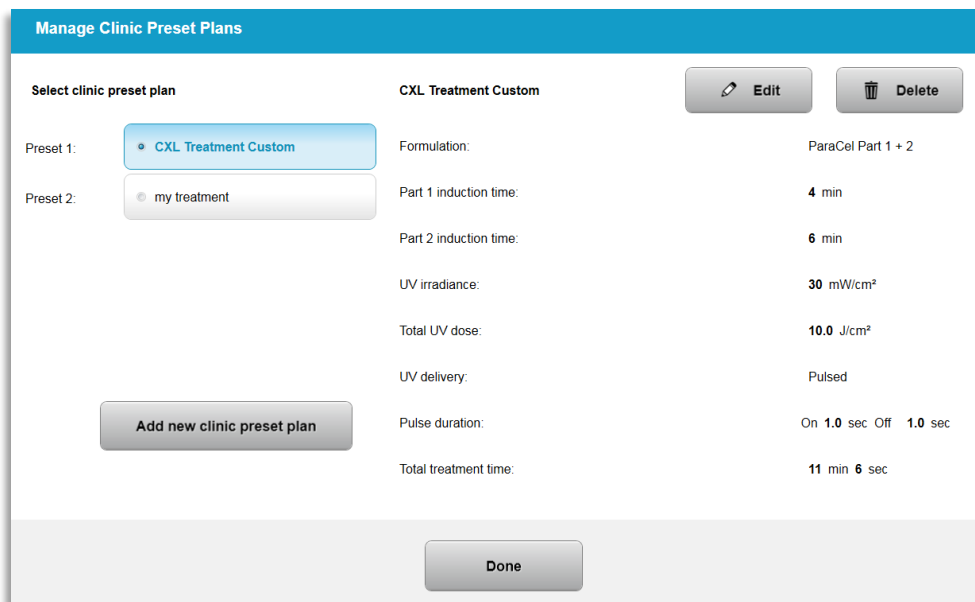 Manage Clinic Preset Plans
Select clinic preset plan
CXL Treatment Custom
Edit
Delete
Preset 1:
CXL Treatment Custom
Preset 2:
my treatment
Add new clinic preset plan
Formulation: ParaCel Part 1 + 2
Part 1 induction time: 4 min
Part 2 induction time: 6 min
UV irradiance: 30 mW/cm²
Total UV dose: 10.0 J/cm²
UV delivery: Pulsed
Pulse duration: On 1.0 sec Off 1.0 sec
Total treatment time: 11 min 6 sec
Done